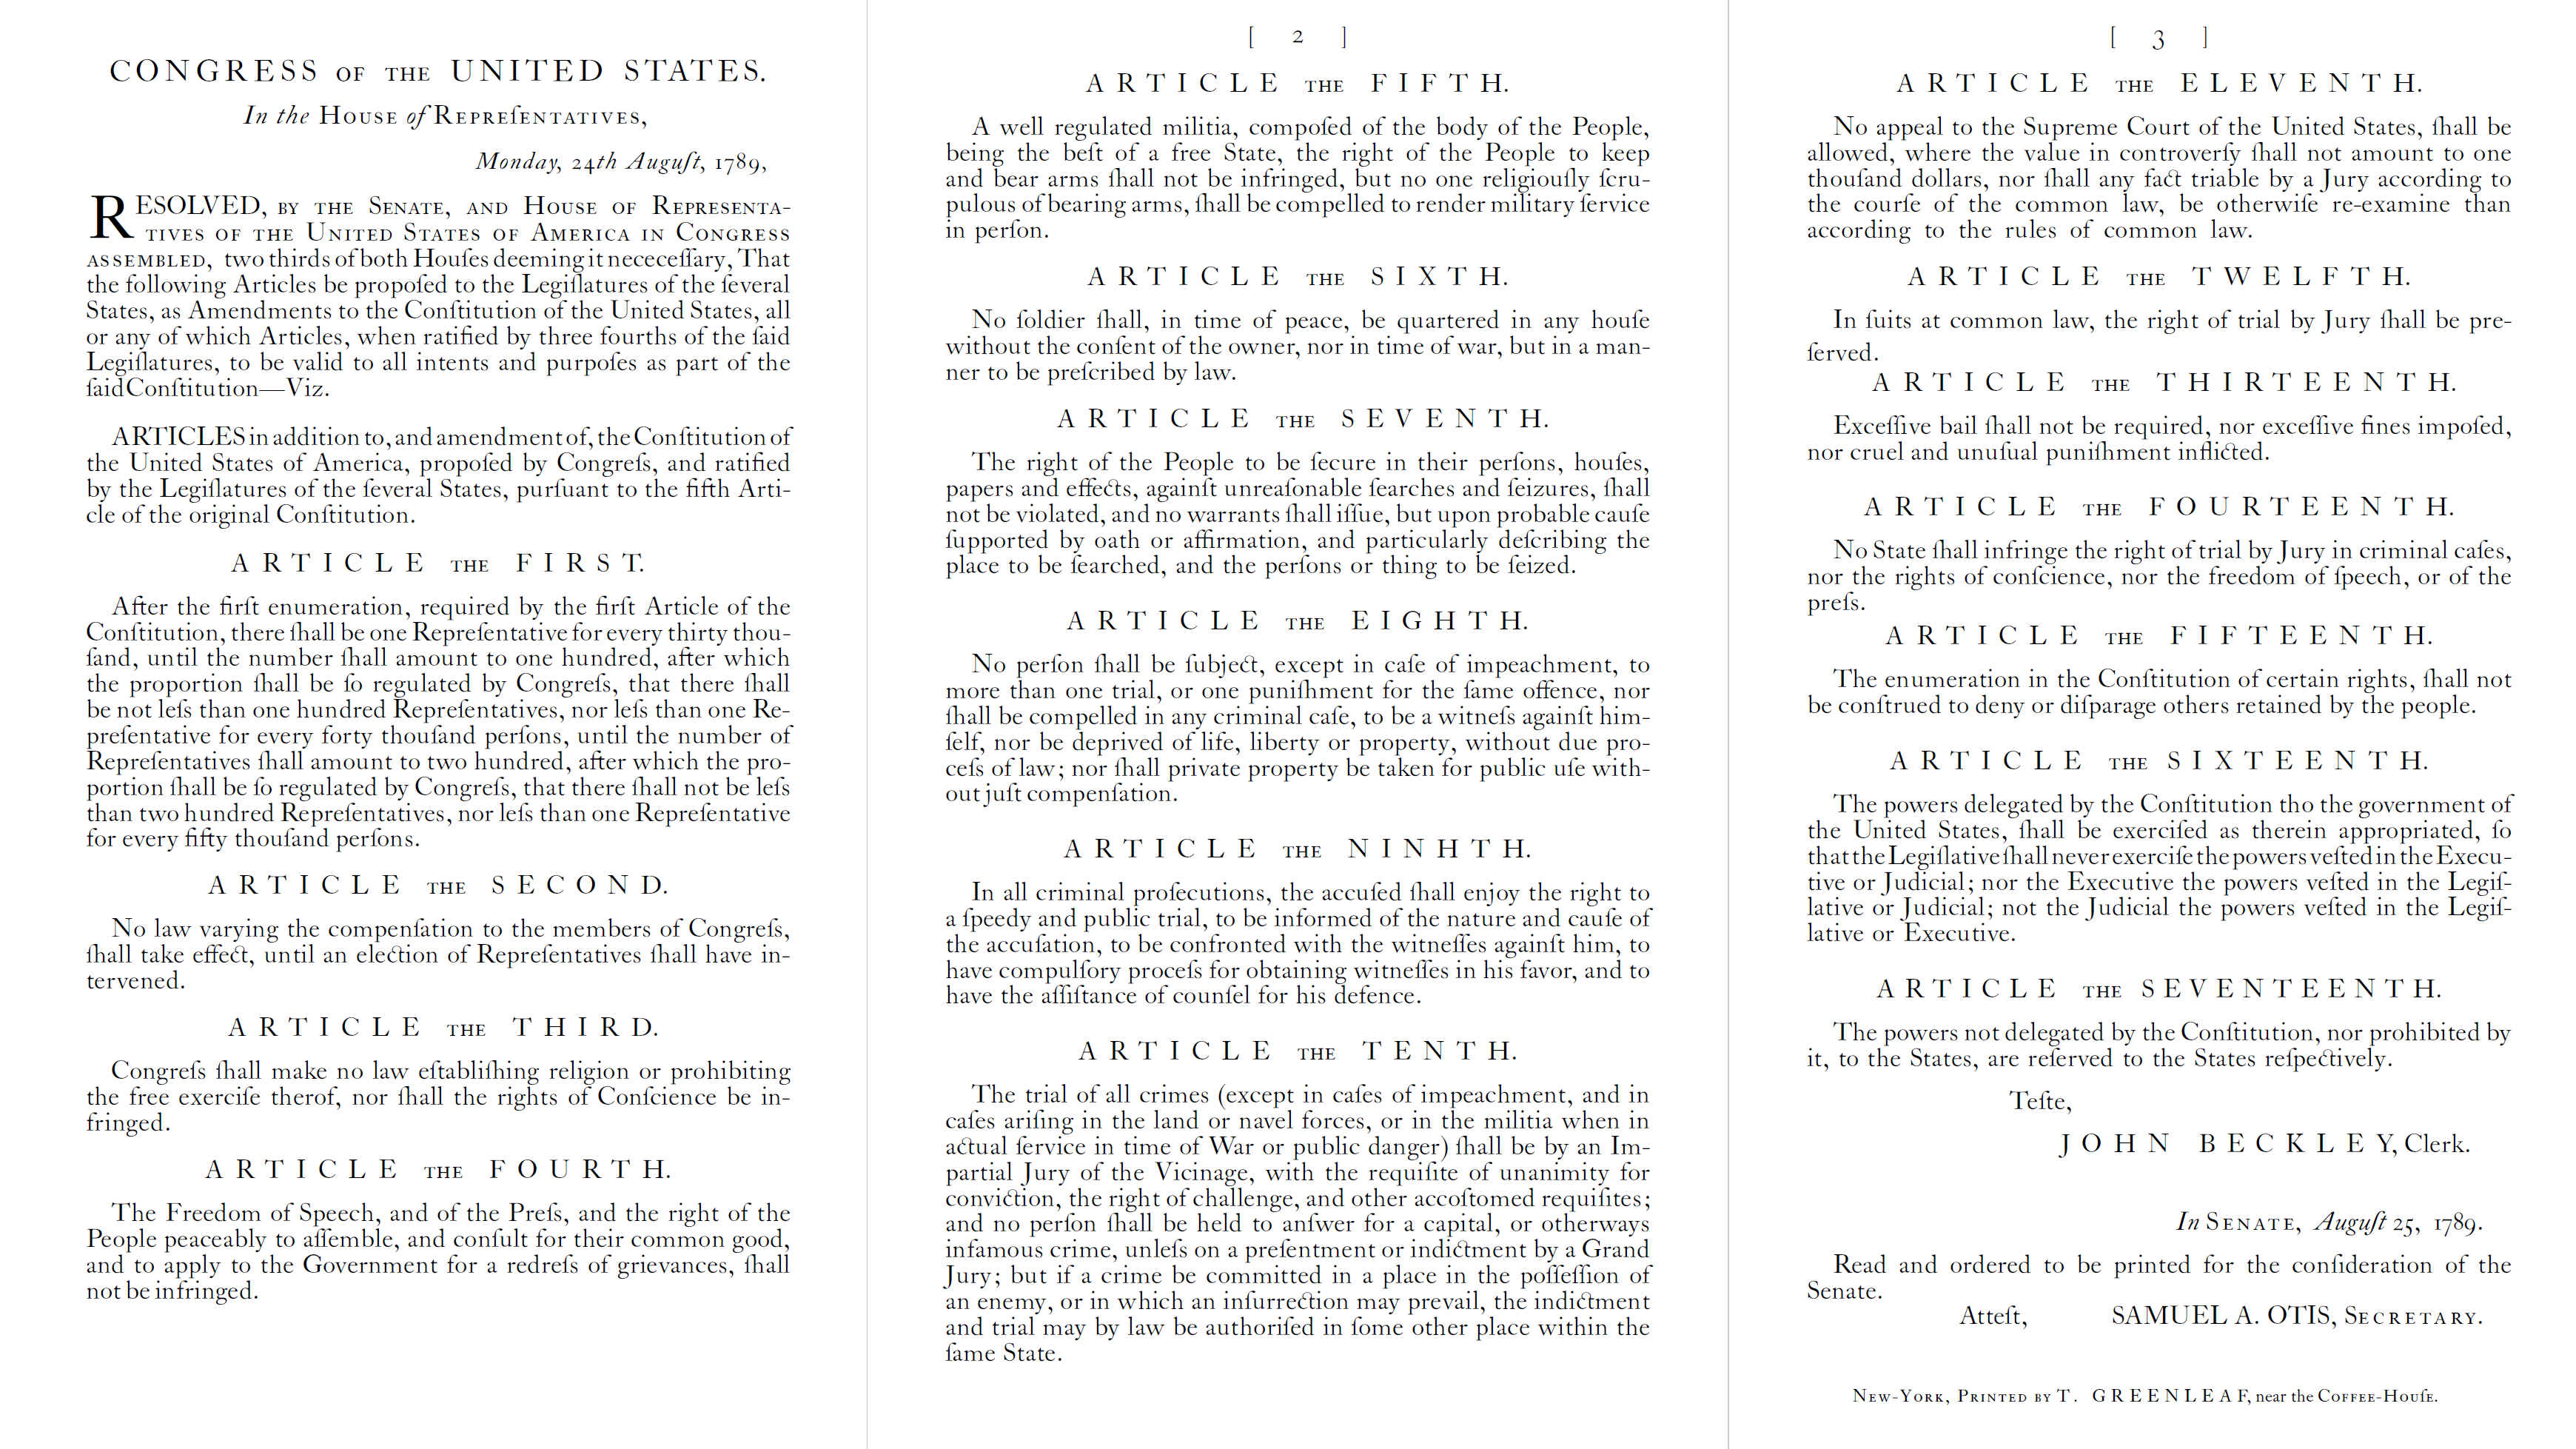 CONGRESS OF THE UNITED STATES.
In the HOUSE of REPREſENTATIVES,
Monday, 24th Auguſt, 1789,
RESOLVED, BY THE SENATE, AND HOUSE OF REPRESENTA-
TIVES OF THE UNITED STATES OF AMERICA IN CONGRESS
ASSEMBLED, two thirds of both Houſes deeming it nececeſſary, That
the following Articles be propoſed to the Legiſlatures of the ſeveral
States, as Amendments to the Conſtitution of the United States, all
or any of which Articles, when ratified by three fourths of the ſaid
Legiſlatures, to be valid to all intents and purpoſes as part of the
ſaid Conſtitution—Viz.
ARTICLES in addition to, and amendment of, the Conſtitution of
the United States of America, propoſed by Congreſs, and ratified
by the Legiſlatures of the ſeveral States, purſuant to the fifth Arti-
cle of the original Conſtitution.
ARTICLE THE FIRST.
After the firſt enumeration, required by the firſt Article of the
Conſtitution, there ſhall be one Repreſentative for every thirty thou-
ſand, until the number ſhall amount to one hundred, after which
the proportion ſhall be ſo regulated by Congreſs, that there ſhall
be not leſs than one hundred Repreſentatives, nor leſs than one Re-
preſentative for every forty thouſand perſons, until the number of
Repreſentatives ſhall amount to two hundred, after which the pro-
portion ſhall be ſo regulated by Congreſs, that there ſhall not be leſs
than two hundred Repreſentatives, nor leſs than one Repreſentative
for every fifty thouſand perſons.
ARTICLE THE SECOND.
No law varying the compenſation to the members of Congreſs,
ſhall take effect, until an election of Repreſentatives ſhall have in-
tervened.
ARTICLE THE THIRD.
Congreſs ſhall make no law eſtabliſhing religion or prohibiting
the free exerciſe therof, nor ſhall the rights of Conſcience be in-
fringed.
ARTICLE THE FOURTH.
The Freedom of Speech, and of the Preſs, and the right of the
People peaceably to aſſemble, and conſult for their common good,
and to apply to the Government for a redreſs of grievances, ſhall
not be infringed.
[ 2 ]
ARTICLE THE FIFTH.
A well regulated militia, compoſed of the body of the People,
being the beſt of a free State, the right of the People to keep
and bear arms ſhall not be infringed, but no one religiouſly ſcru-
pulous of bearing arms, ſhall be compelled to render military ſervice
in perſon.
ARTICLE THE SIXTH.
No ſoldier ſhall, in time of peace, be quartered in any houſe
without the conſent of the owner, nor in time of war, but in a man-
ner to be preſcribed by law.
ARTICLE THE SEVENTH.
The right of the People to be ſecure in their perſons, houſes,
papers and effects, againſt unreaſonable ſearches and ſeizures, ſhall
not be violated, and no warrants ſhall iſſue, but upon probable cauſe
ſupported by oath or affirmation, and particularly deſcribing the
place to be ſearched, and the perſons or thing to be ſeized.
ARTICLE THE EIGHTH.
No perſon ſhall be ſubject, except in caſe of impeachment, to
more than one trial, or one puniſhment for the ſame offence, nor
ſhall be compelled in any criminal caſe, to be a witneſs againſt him-
ſelf, nor be deprived of life, liberty or property, without due pro-
ceſs of law; nor ſhall private property be taken for public uſe with-
out juſt compenſation.
ARTICLE THE NINHTH.
In all criminal proſecutions, the accuſed ſhall enjoy the right to
a ſpeedy and public trial, to be informed of the nature and cauſe of
the accuſation, to be confronted with the witneſſes againſt him, to
have compulſory proceſs for obtaining witneſſes in his favor, and to
have the aſſiſtance of counſel for his defence.
ARTICLE THE TENTH.
The trial of all crimes (except in caſes of impeachment, and in
caſes ariſing in the land or navel forces, or in the militia when in
actual ſervice in time of War or public danger) ſhall be by an Im-
partial Jury of the Vicinage, with the requiſite of unanimity for
conviction, the right of challenge, and other accoſtomed requiſites;
and no perſon ſhall be held to anſwer for a capital, or otherways
infamous crime, unleſs on a preſentment or indictment by a Grand
Jury; but if a crime be committed in a place in the poſſeſſion of
an enemy, or in which an inſurrection may prevail, the indictment
and trial may by law be authoriſed in ſome other place within the
ſame State.
[ 3 ]
ARTICLE THE ELEVENTH.
No appeal to the Supreme Court of the United States, ſhall be
allowed, where the value in controverſy ſhall not amount to one
thouſand dollars, nor ſhall any fact triable by a Jury according to
the courſe of the common law, be otherwiſe re-examine than
according to the rules of common law.
ARTICLE THE TWELFTH.
In ſuits at common law, the right of trial by Jury ſhall be pre-
ſerved.
ARTICLE THE THIRTEENTH.
Exceſſive bail ſhall not be required, nor exceſſive fines impoſed,
nor cruel and unuſual puniſhment inflicted.
ARTICLE THE FOURTEENTH.
No State ſhall infringe the right of trial by Jury in criminal caſes,
nor the rights of conſcience, nor the freedom of ſpeech, or of the
preſs.
ARTICLE THE FIFTEENTH.
The enumeration in the Conſtitution of certain rights, ſhall not
be conſtrued to deny or diſparage others retained by the people.
ARTICLE THE SIXTEENTH.
The powers delegated by the Conſtitution tho the government of
the United States, ſhall be exerciſed as therein appropriated, ſo
that the Legiſlative ſhall never exerciſe the powers veſted in the Execu-
tive or Judicial; nor the Executive the powers veſted in the Legiſ-
lative or Judicial; not the Judicial the powers veſted in the Legiſ-
lative or Executive.
ARTICLE THE SEVENTEENTH.
The powers not delegated by the Conſtitution, nor prohibited by
it, to the States, are reſerved to the States reſpectively.
Teſte,
JOHN BECKLEY, Clerk.
In SENATE, Auguſt 25, 1789.
Read and ordered to be printed for the conſideration of the
Senate.
Atteſt, SAMUEL A. OTIS, SECRETARY.
NEW-YORK, PRINTED BY T. GREENLEAF, near the COFFEE-HOUſe.